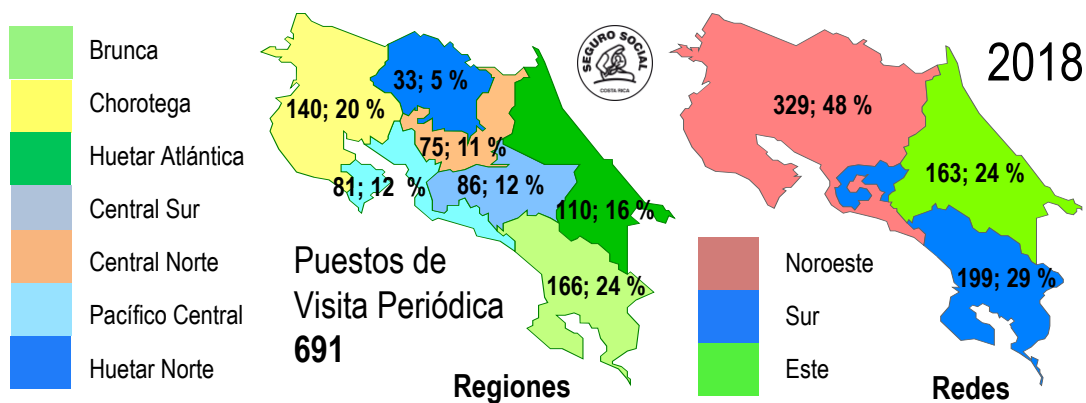 Brunca
Chorotega
Huetar Atlántica
Central Sur
Central Norte
Pacífico Central
Huetar Norte
33; 5 %
140; 20 %
75; 11 %
81; 12 %
86; 12 %
110; 16 %
166; 24 %
Puestos de
Visita Periódica
691
Regiones
SEGURO SOCIAL
COSTA RICA
2018
329; 48 %
163; 24 %
199; 29 %
Noroeste
Sur
Este
Redes